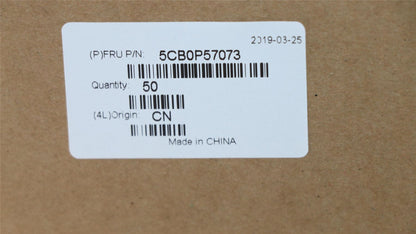 2019-03-25
(P)FRU P/N: 5CB0P57073
Quantity: 50
(4L)Origin: CN
Made in CHINA